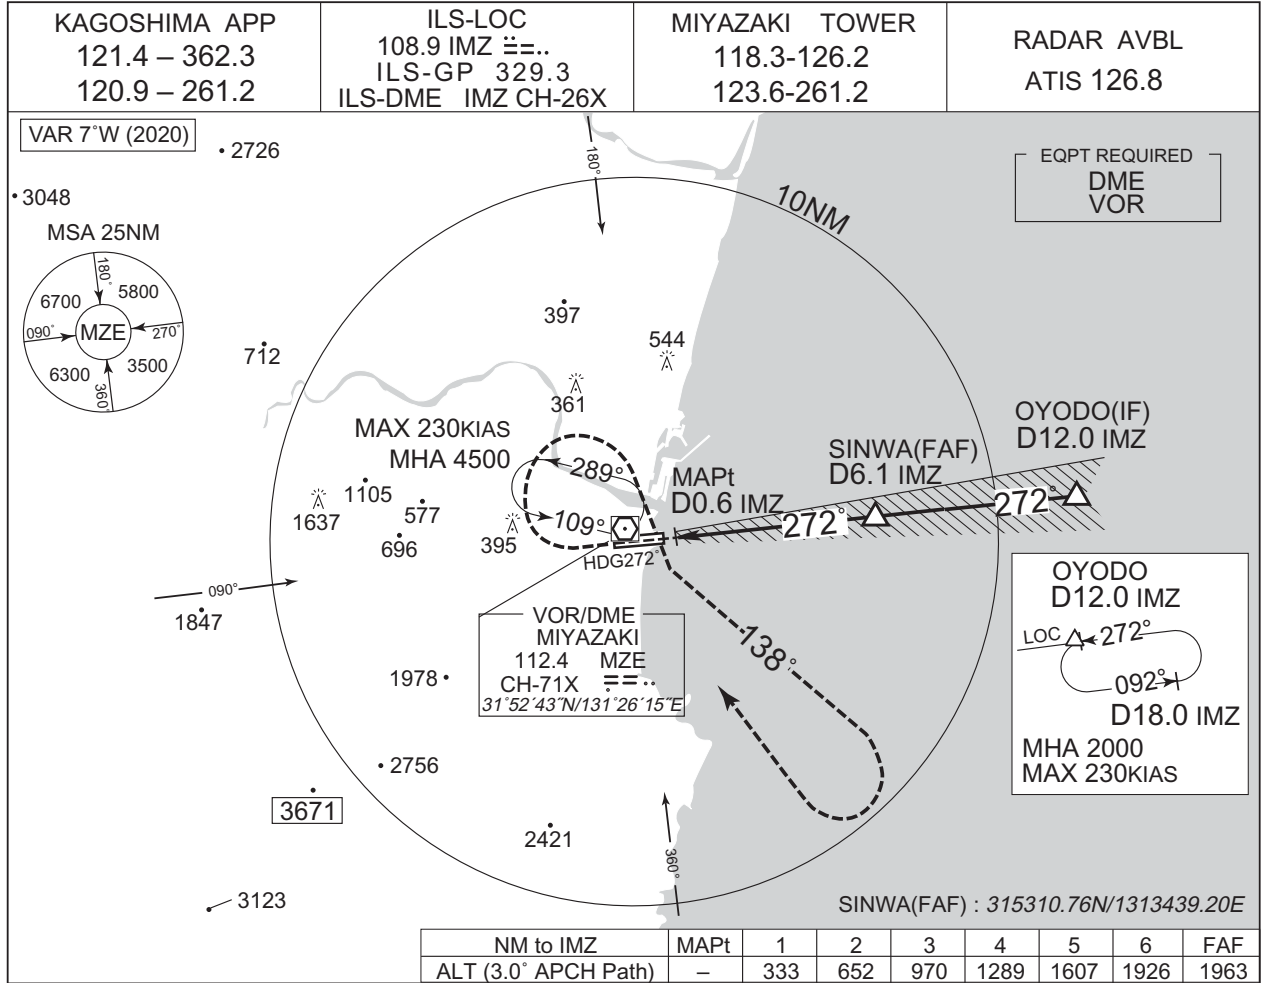 KAGOSHIMA APP
121.4 – 362.3
120.9 – 261.2
ILS-LOC
108.9 IMZ
ILS-GP 329.3
ILS-DME IMZ CH-26X
MIYAZAKI TOWER
118.3-126.2
123.6-261.2
RADAR AVBL
ATIS 126.8
VAR 7°W (2020)
2726
3048
MSA 25NM
180°
6700
5800
090°
MZE
270°
6300
3500
360°
180°
10NM
EQPT REQUIRED
DME
VOR
397
544
712
361
MAX 230KIAS
MHA 4500
289°
109°
1105
1637
577
696
395
HDG272°
MAPt
D0.6 IMZ
SINWA(FAF)
D6.1 IMZ
OYODO(IF)
D12.0 IMZ
272°
272°
090°
1847
VOR/DME
MIYAZAKI
112.4 MZE
CH-71X
31°52′43″N/131°26′15″E
138°
1978
2756
3671
2421
3123
360°
OYODO
D12.0 IMZ
LOC
272°
092°
D18.0 IMZ
MHA 2000
MAX 230KIAS
SINWA(FAF) : 315310.76N/1313439.20E
NM to IMZ MAPt 1 2 3 4 5 6 FAF
ALT (3.0° APCH Path) – 333 652 970 1289 1607 1926 1963